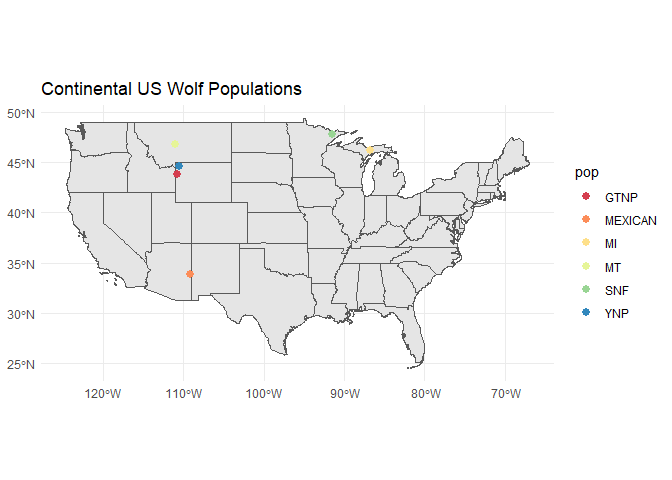 Continental US Wolf Populations
50°N
45°N
40°N
35°N
30°N
25°N
120°W
110°W
100°W
90°W
80°W
70°W
pop
GTNP
MEXICAN
MI
MT
SNF
YNP